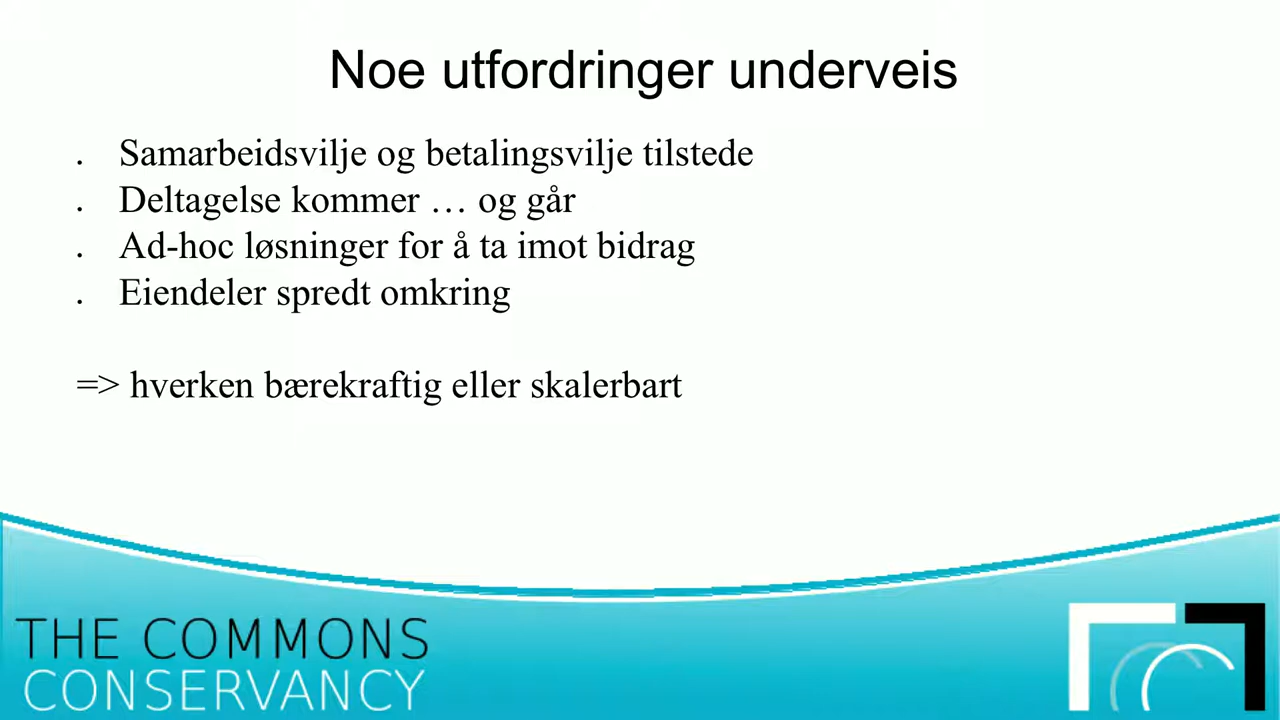 Noe utfordringer underveis
. Samarbeidsvilje og betalingsvilje tilstede
. Deltagelse kommer … og går
. Ad-hoc løsninger for å ta imot bidrag
. Eiendeler spredt omkring
=> hverken bærekraftig eller skalerbart
THE COMMONS
CONSERVANCY